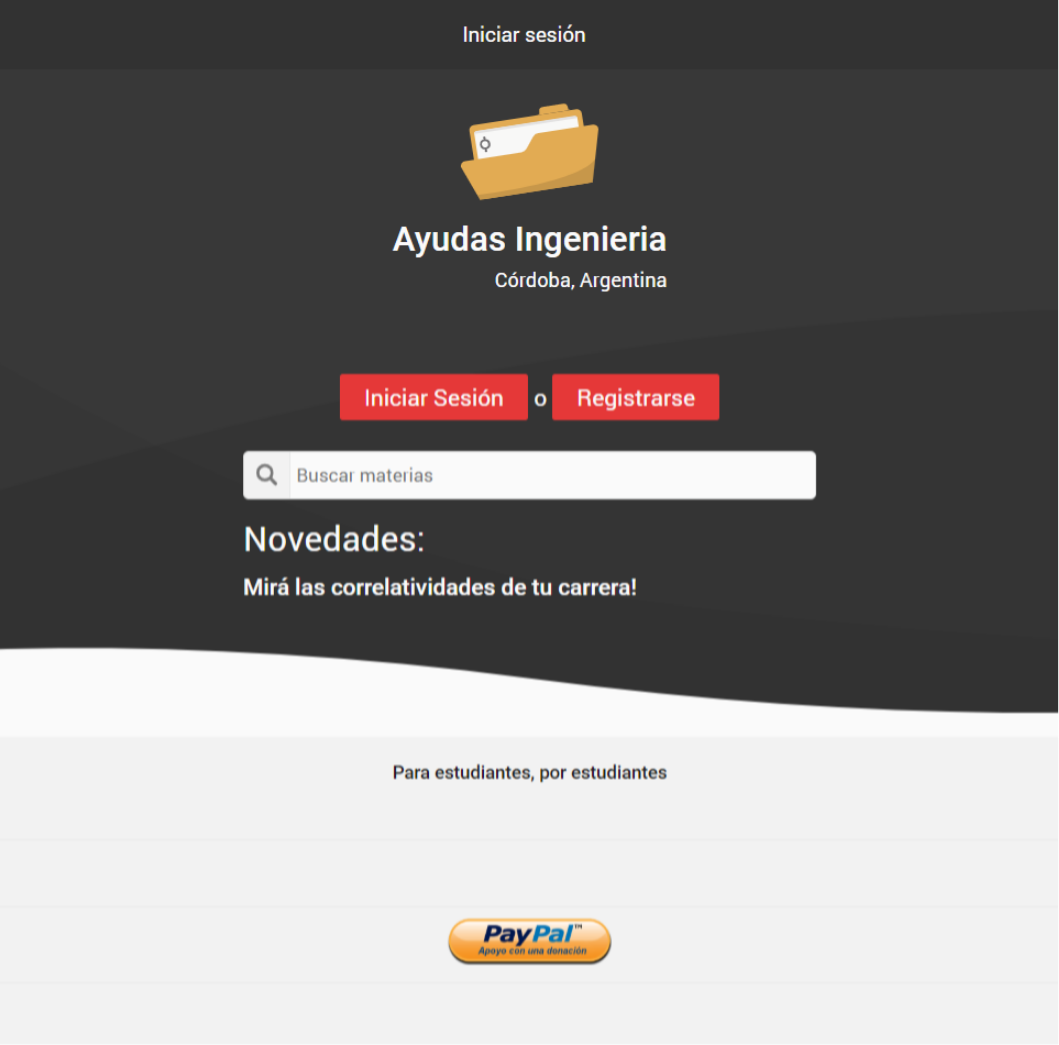 Iniciar sesión
Ayudas Ingenieria
Córdoba, Argentina
Iniciar Sesión o Registrarse
Buscar materias
Novedades:
Mirá las correlatividades de tu carrera!
Para estudiantes, por estudiantes
PayPal™
Apoye con una donación